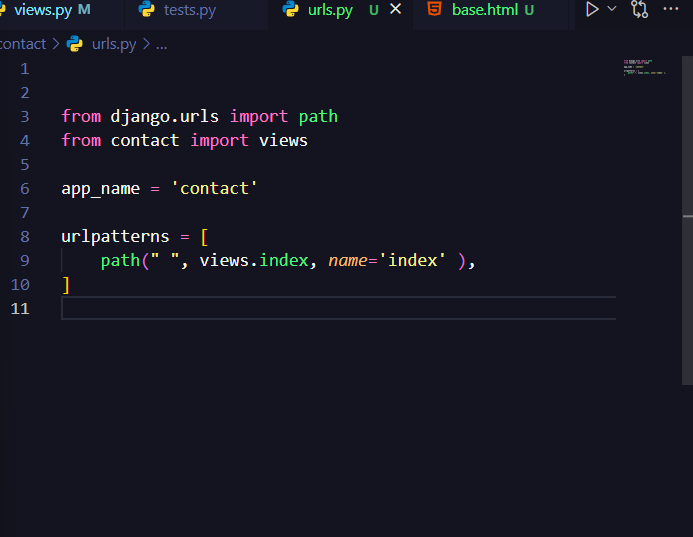 views.py M tests.py urls.py U × base.html U ...
contact > urls.py > ...
1
2
3 from django.urls import path
4 from contact import views
5
6 app_name = 'contact'
7
8 urlpatterns = [
9 path(" ", views.index, name='index' ),
10 ]
11